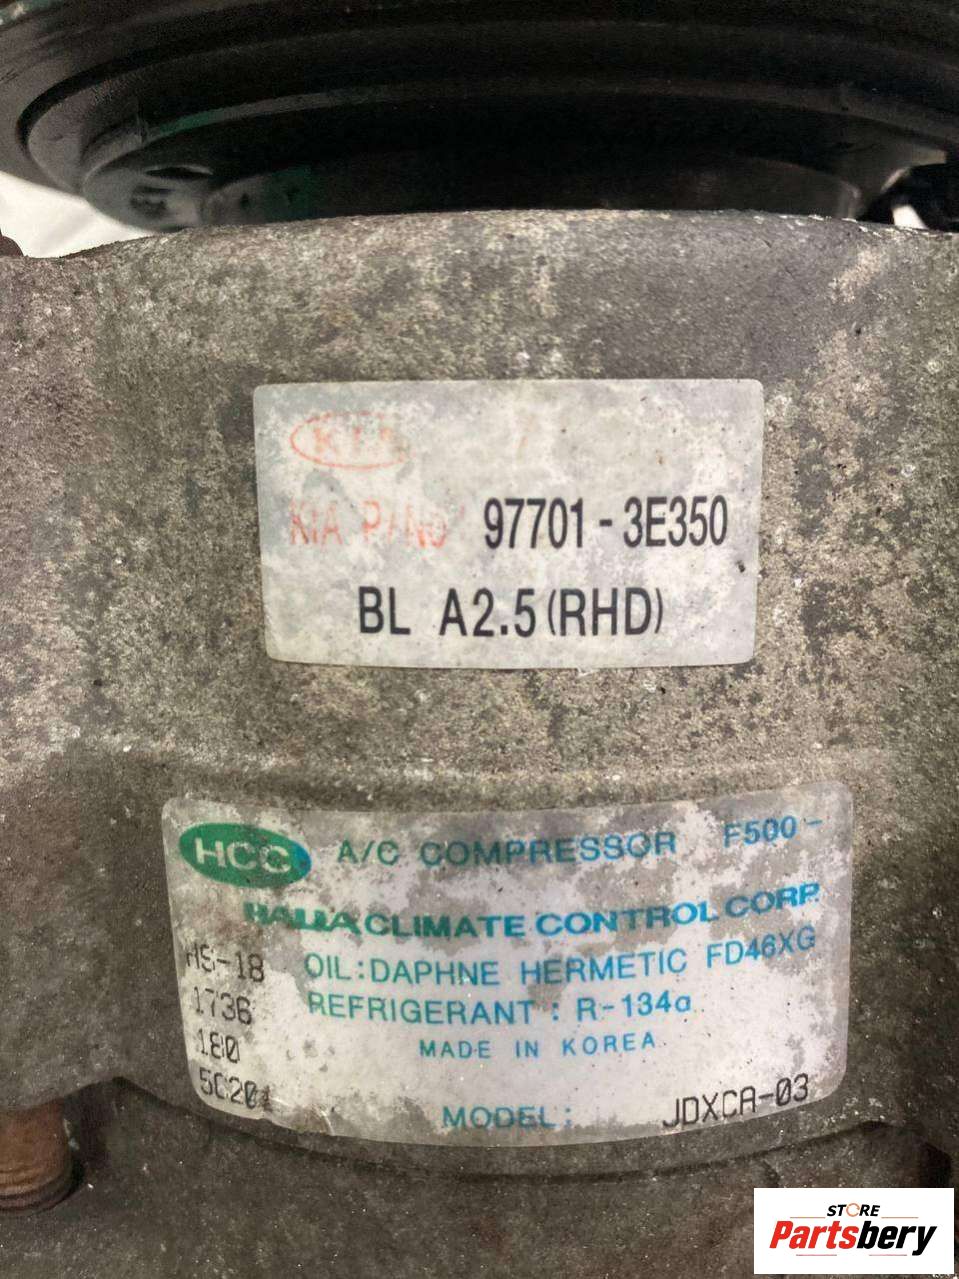 KIA
KIA P/NO 97701-3E350
BL A2.5(RHD)
HCC A/C COMPRESSOR F500-
HALLA CLIMATE CONTROL CORP.
HS-18 OIL:DAPHNE HERMETIC FD46XG
1736 REFRIGERANT : R-134a
180 MADE IN KOREA
MODEL: JDXCA-03
STORE
Partsbery